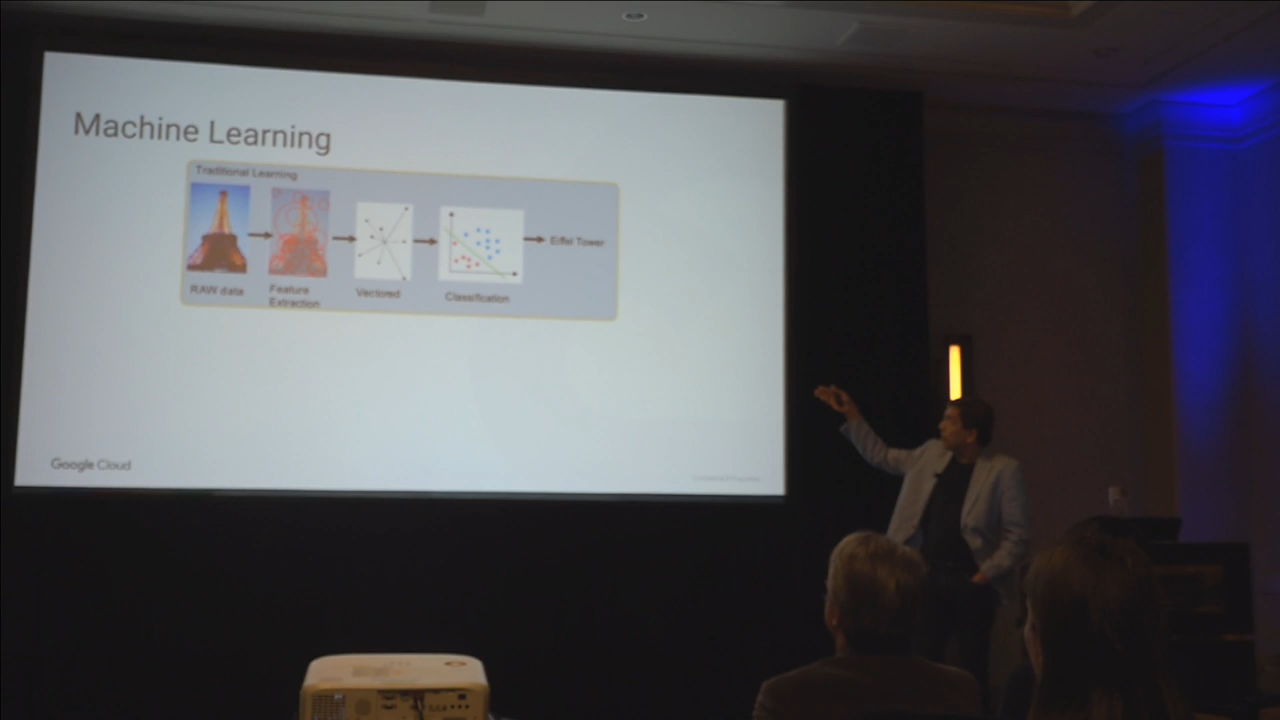 Machine Learning
Traditional Learning
Eiffel Tower
RAW data
Feature
Extraction
Vectored
Classification
Google Cloud